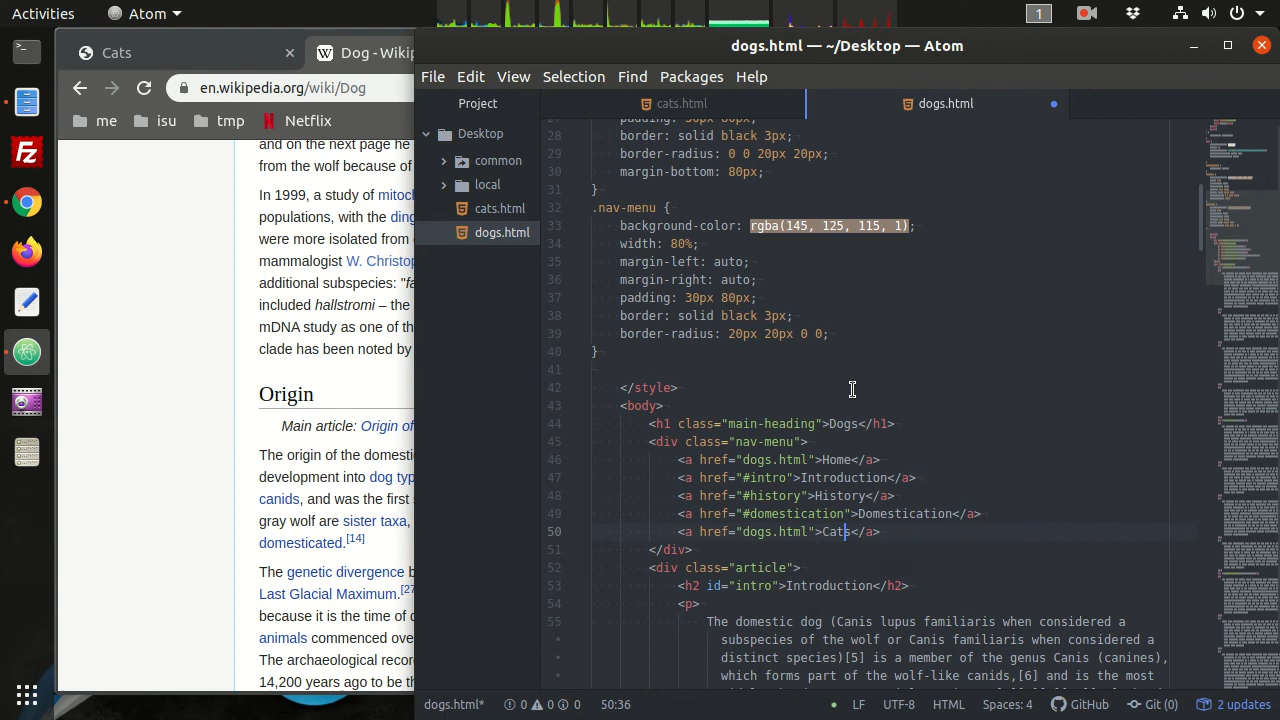 Activities
Atom
1
Cats
Dog - Wikip
en.wikipedia.org/wiki/Dog
me
isu
tmp
Netflix
and on the next page he
from the wolf because of
In 1999, a study of mitoch
populations, with the ding
were more isolated from
mammalogist W. Christop
additional subspecies: "fa
included hallstromi – the
mDNA study as one of th
clade has been noted by
Origin
Main article: Origin of
The origin of the domesti
development into dog typ
canids, and was the first
gray wolf are sister taxa,
domesticated.[14]
The genetic divergence b
Last Glacial Maximum.[27
because it is the time of c
animals commenced ove
The archaeological recor
14,200 years ago to be th
dogs.html — ~/Desktop — Atom
File Edit View Selection Find Packages Help
Project
cats.html
dogs.html
Desktop
common
local
cats.html
dogs.html
27 padding: 30px 80px;
28 border: solid black 3px;
29 border-radius: 0 0 20px 20px;
30 margin-bottom: 80px;
31 }
32 .nav-menu {
33 background-color: rgba(145, 125, 115, 1);
34 width: 80%;
35 margin-left: auto;
36 margin-right: auto;
37 padding: 30px 80px;
38 border: solid black 3px;
39 border-radius: 20px 20px 0 0;
40 }
41
42 </style>
43 <body>
44 <h1 class="main-heading">Dogs</h1>
45 <div class="nav-menu">
46 <a href="dogs.html">Home</a>
47 <a href="#intro">Introduction</a>
48 <a href="#history">History</a>
49 <a href="#domestication">Domestication</a>
50 <a href="dogs.html">Cats</a>
51 </div>
52 <div class="article">
53 <h2 id="intro">Introduction</h2>
54 <p>
55 The domestic dog (Canis lupus familiaris when considered a
subspecies of the wolf or Canis familiaris when considered
distinct species)[5] is a member of the genus Canis (canines)
which forms part of the wolf-like canids,[6] and is the most
dogs.html*
0 0 0
50:36
LF
UTF-8
HTML
Spaces: 4
GitHub
Git (0)
2 updates